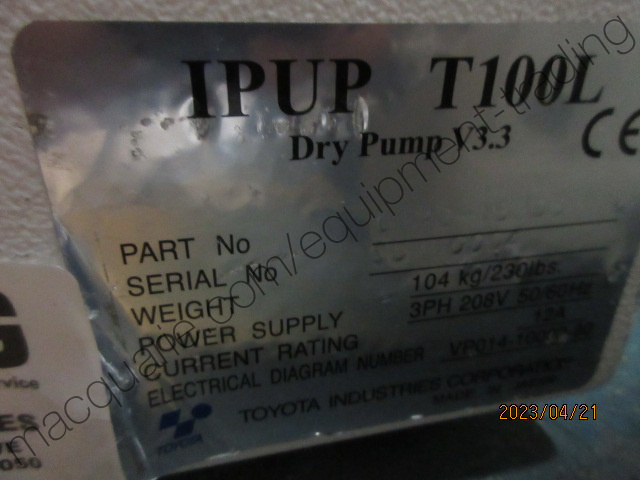 IPUP T100L
Dry Pump V3.3
CE
PART No
SERIAL No
WEIGHT 104 kg/230lbs.
POWER SUPPLY 3PH 208V 50/60Hz
CURRENT RATING 12A
ELECTRICAL DIAGRAM NUMBER
TOYOTA INDUSTRIES CORPORATION
MADE IN JAPAN
TOYOTA
macquarie.com/equipment-trading
2023/04/21